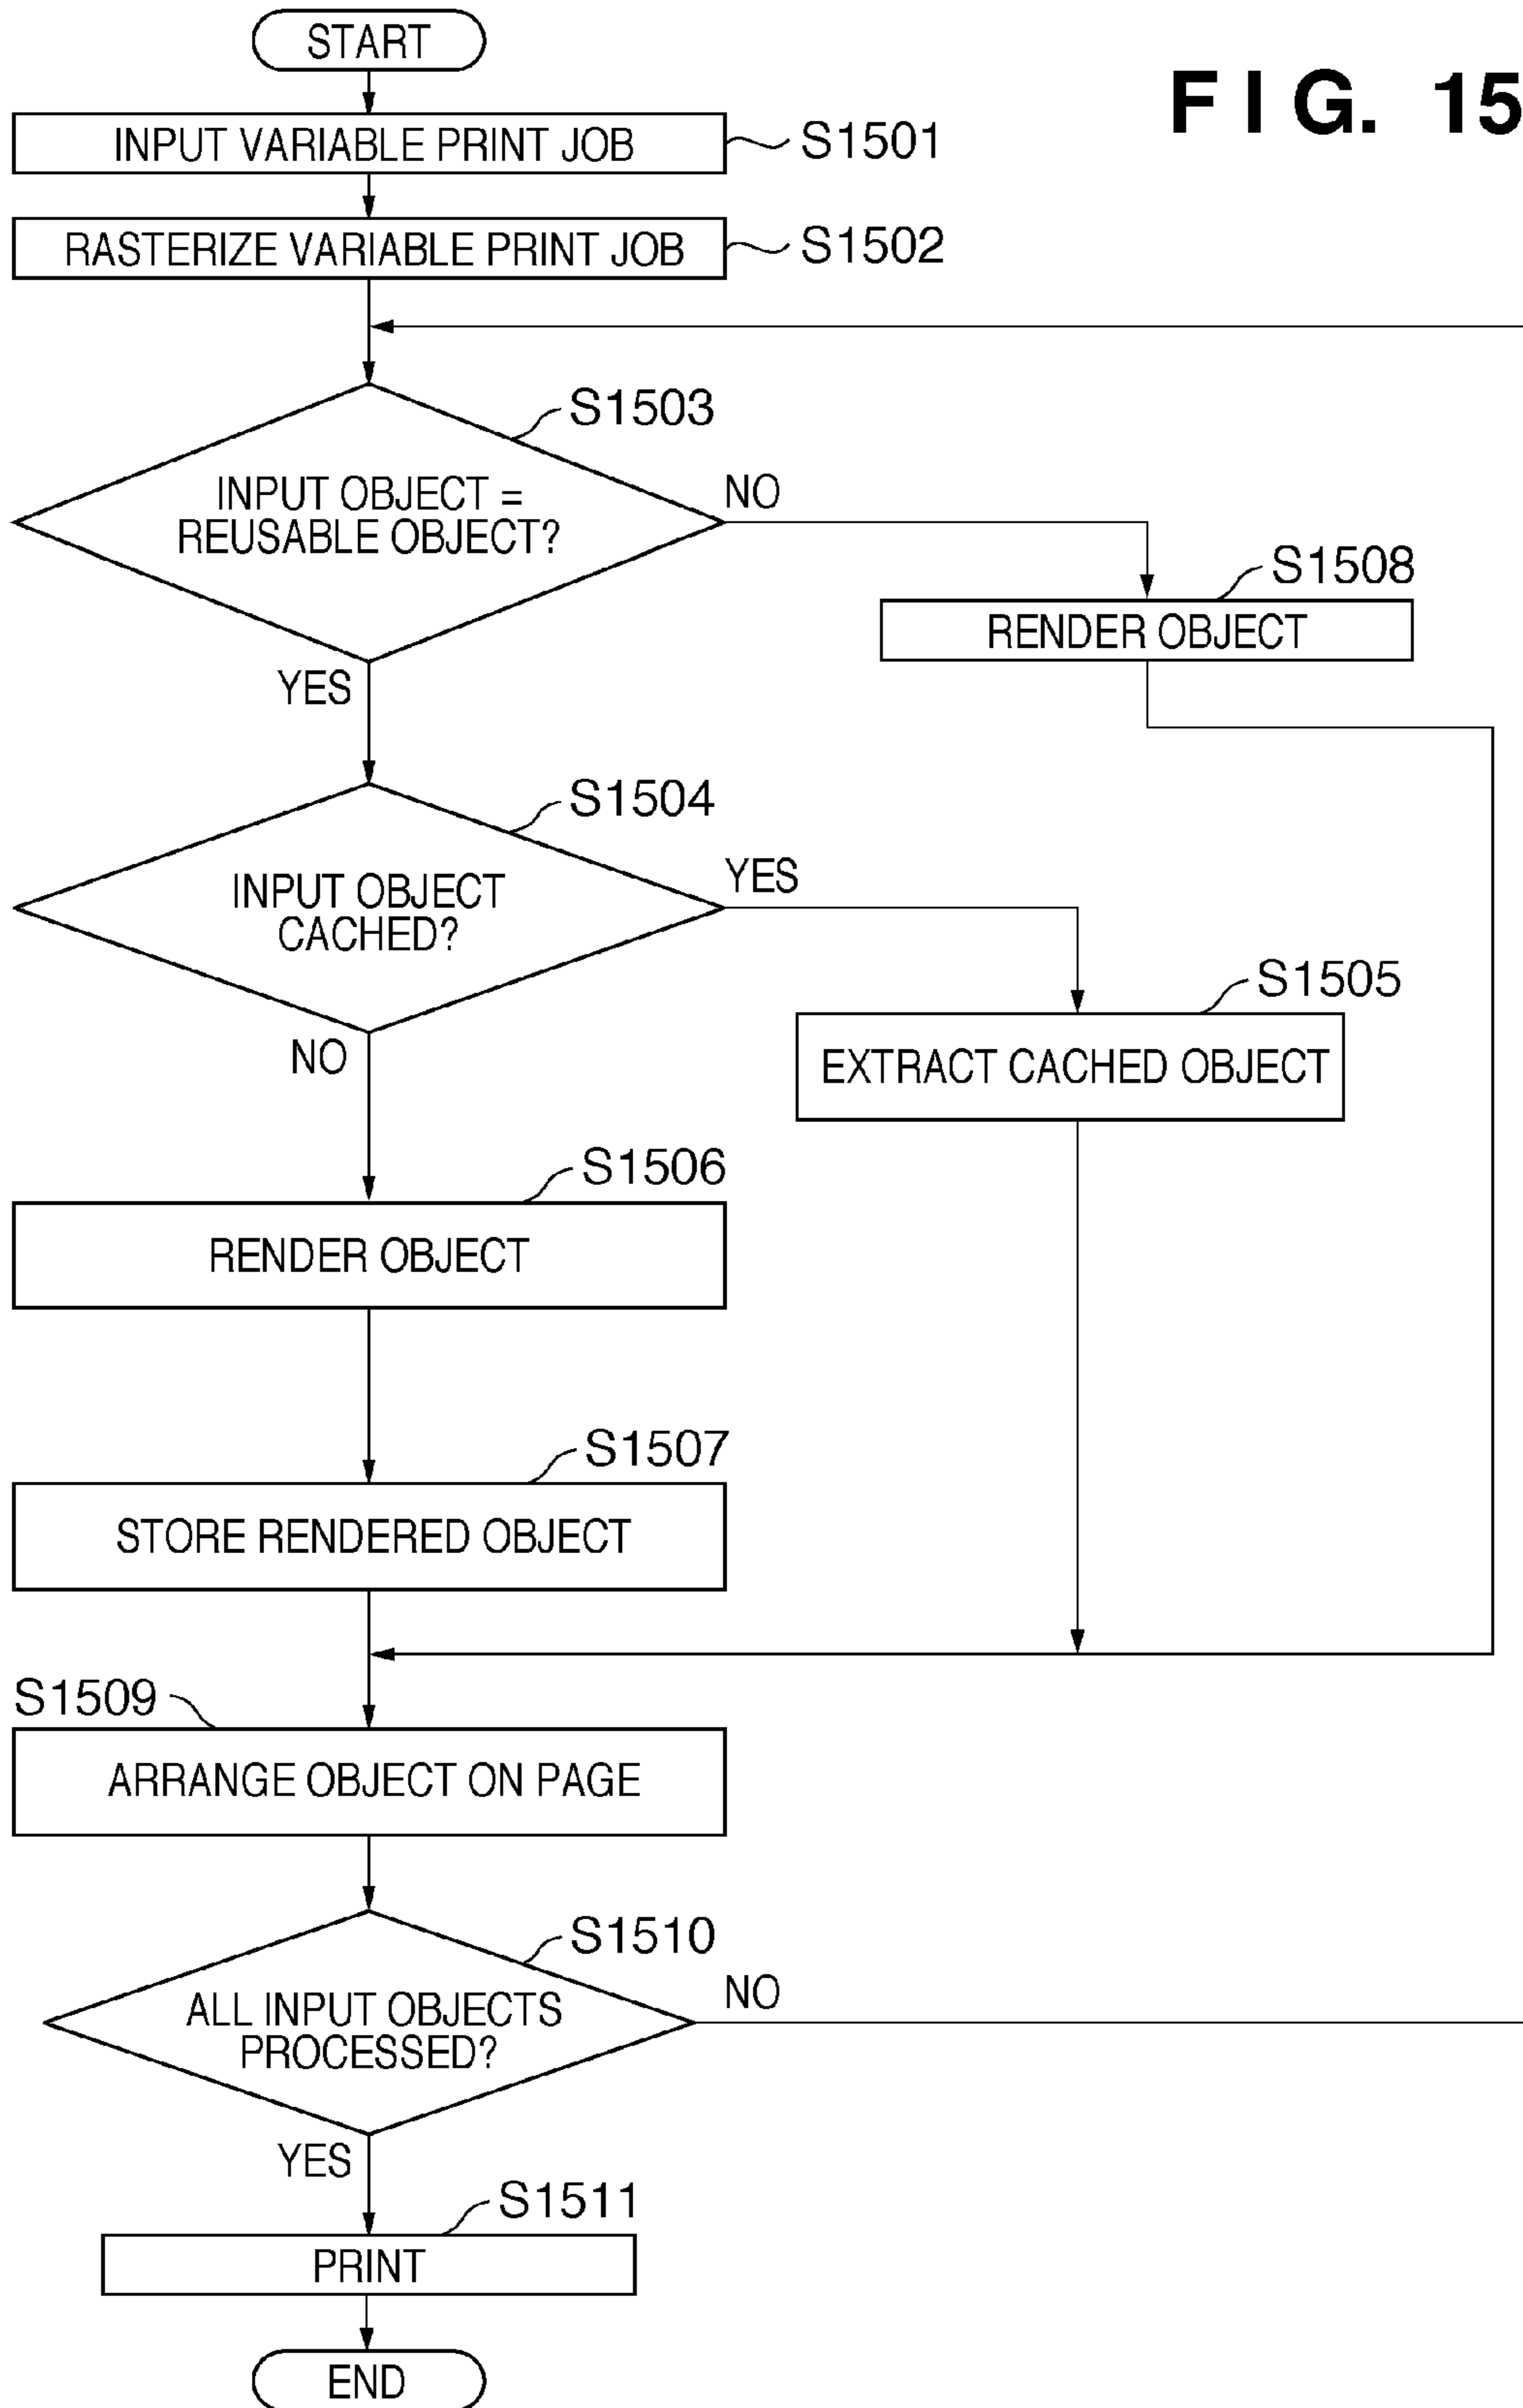 START
F I G. 15
INPUT VARIABLE PRINT JOB
S1501
RASTERIZE VARIABLE PRINT JOB
S1502
S1503
INPUT OBJECT =
REUSABLE OBJECT?
NO
YES
S1508
RENDER OBJECT
S1504
INPUT OBJECT
CACHED?
YES
NO
S1505
EXTRACT CACHED OBJECT
S1506
RENDER OBJECT
S1507
STORE RENDERED OBJECT
S1509
ARRANGE OBJECT ON PAGE
S1510
ALL INPUT OBJECTS
PROCESSED?
NO
YES
S1511
PRINT
END